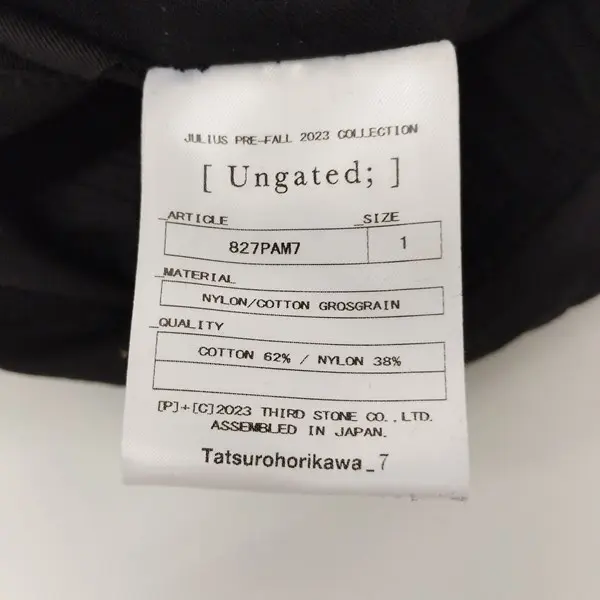 JULIUS PRE-FALL 2023 COLLECTION
[ Ungated; ]
_ARTICLE _SIZE
827PAM7 1
_MATERIAL
NYLON/COTTON GROSGRAIN
_QUALITY
COTTON 62% / NYLON 38%
[P]+[C]2023 THIRD STONE CO.,LTD.
ASSEMBLED IN JAPAN.
Tatsurohorikawa_7